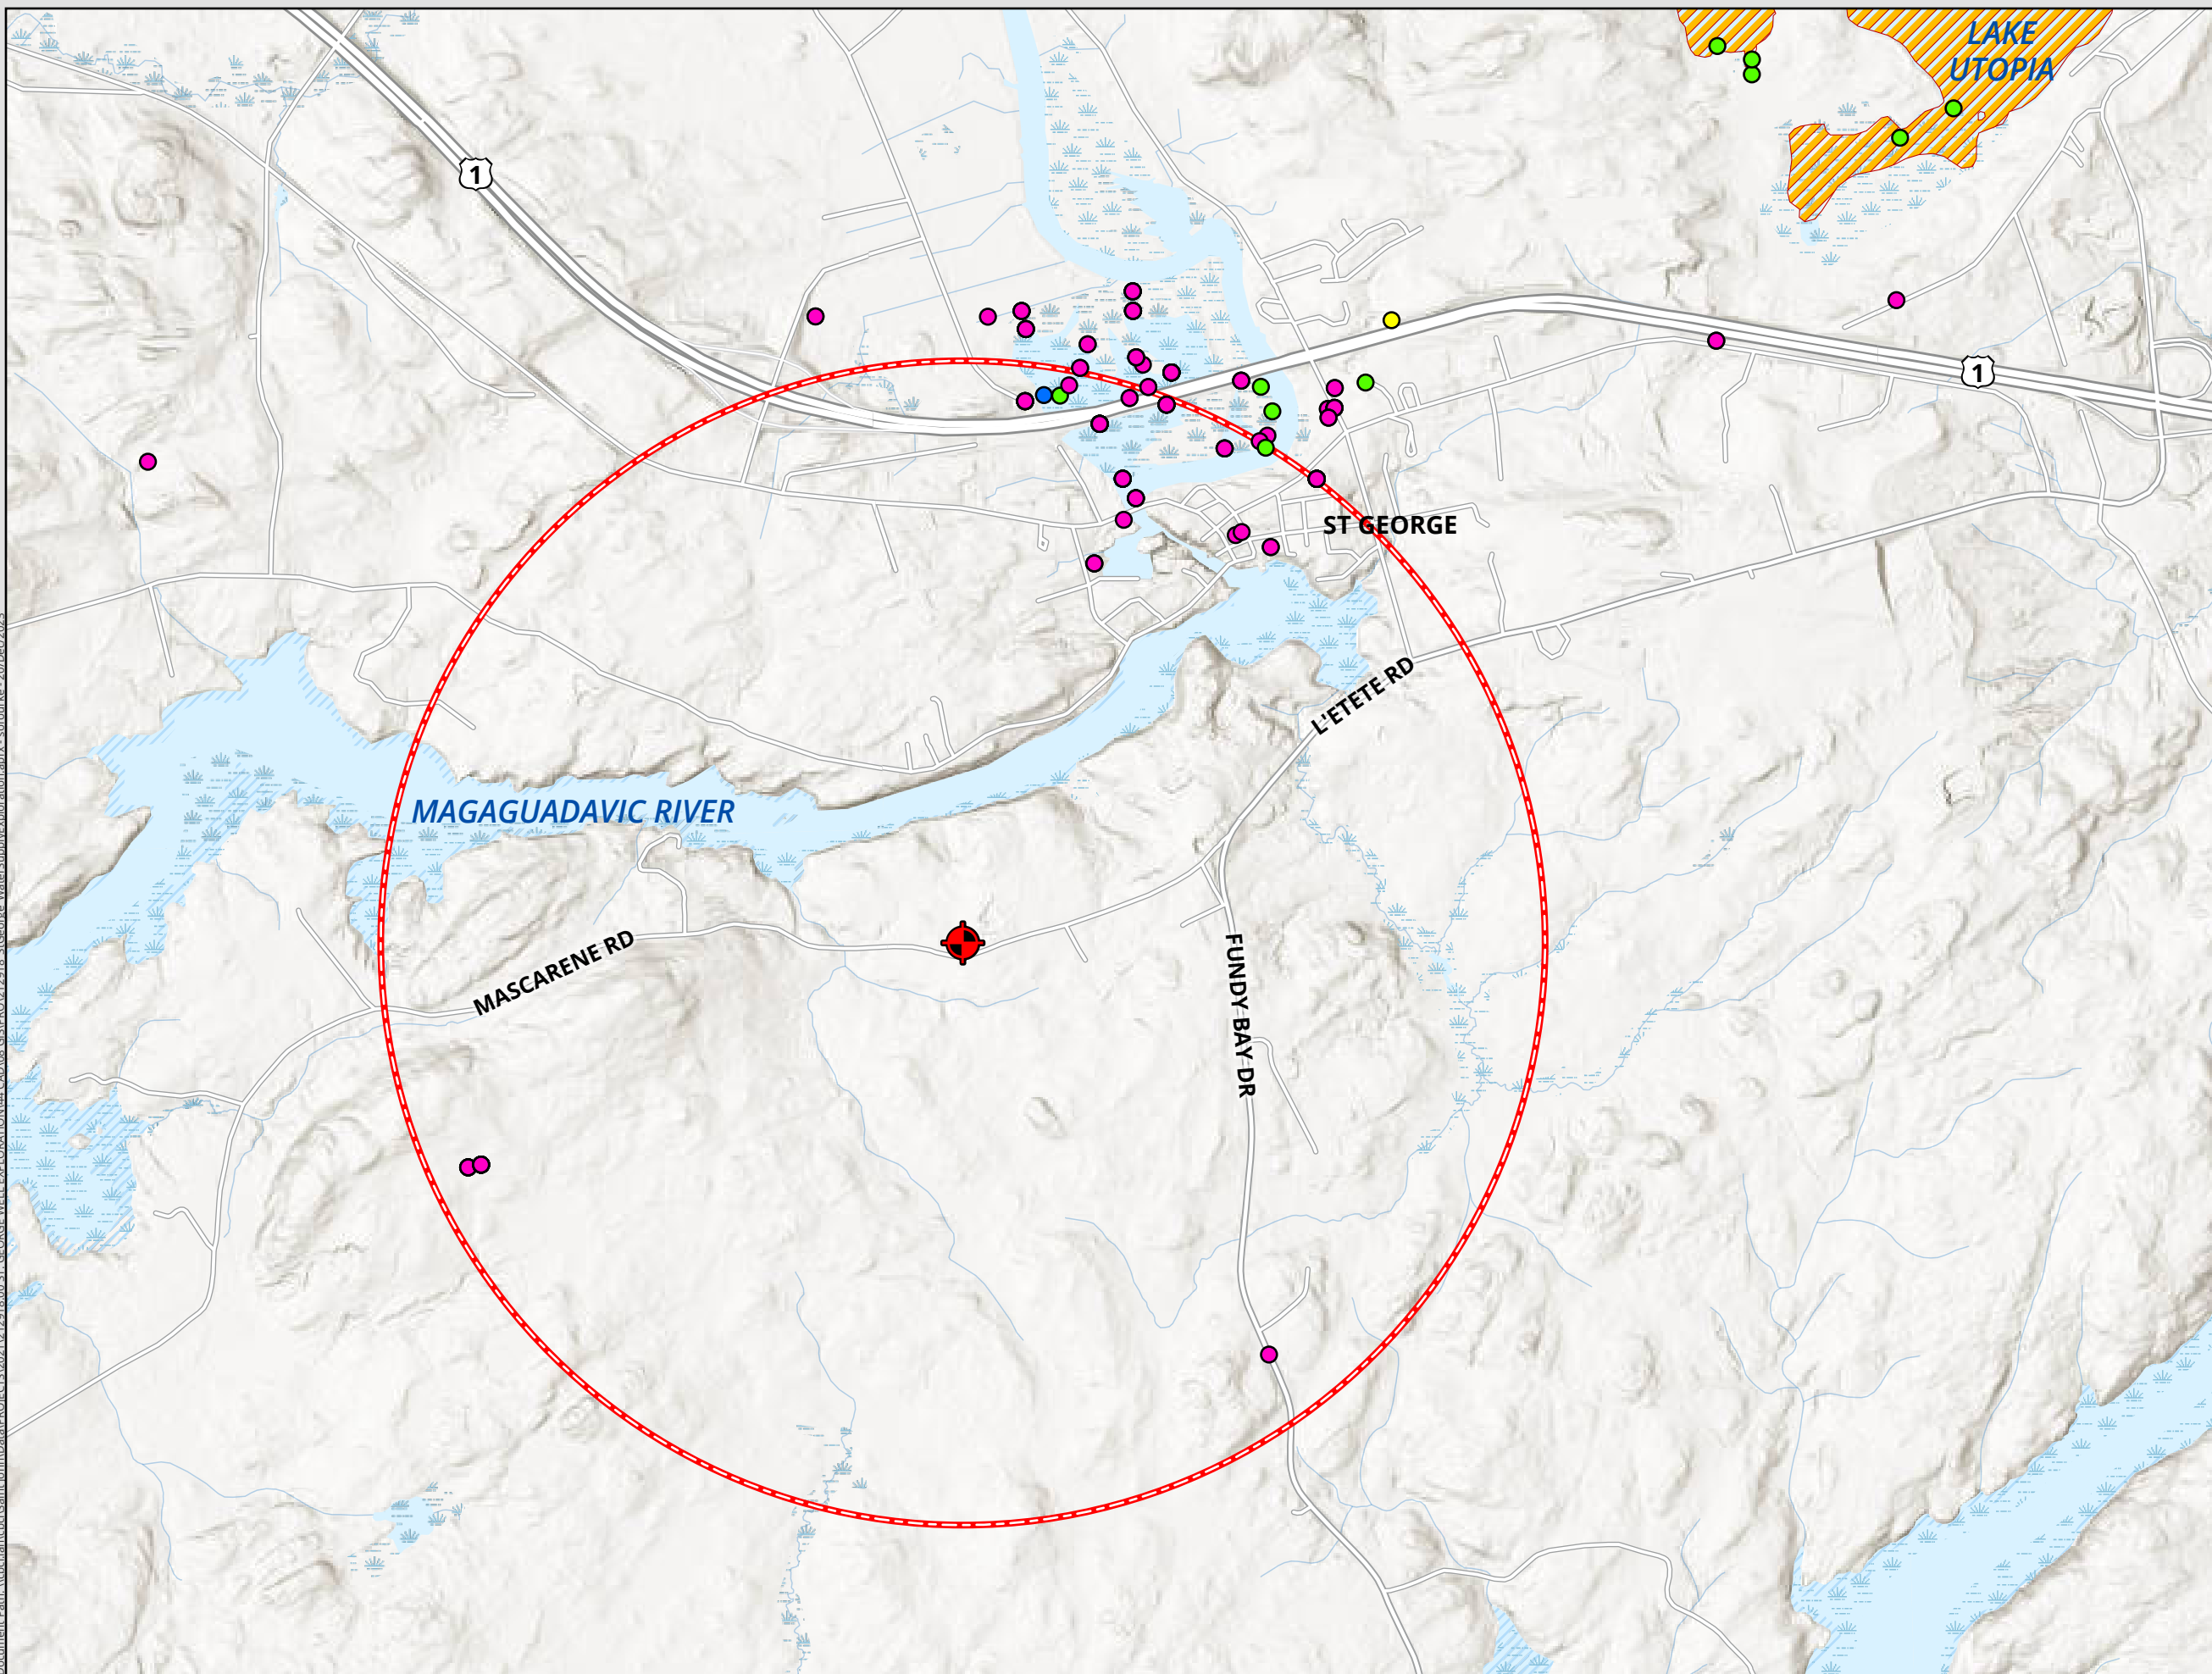 LAKE
UTOPIA
1
1
ST GEORGE
L'ETETE RD
MAGAGUADAVIC RIVER
MASCARENE RD
FUNDY BAY DR